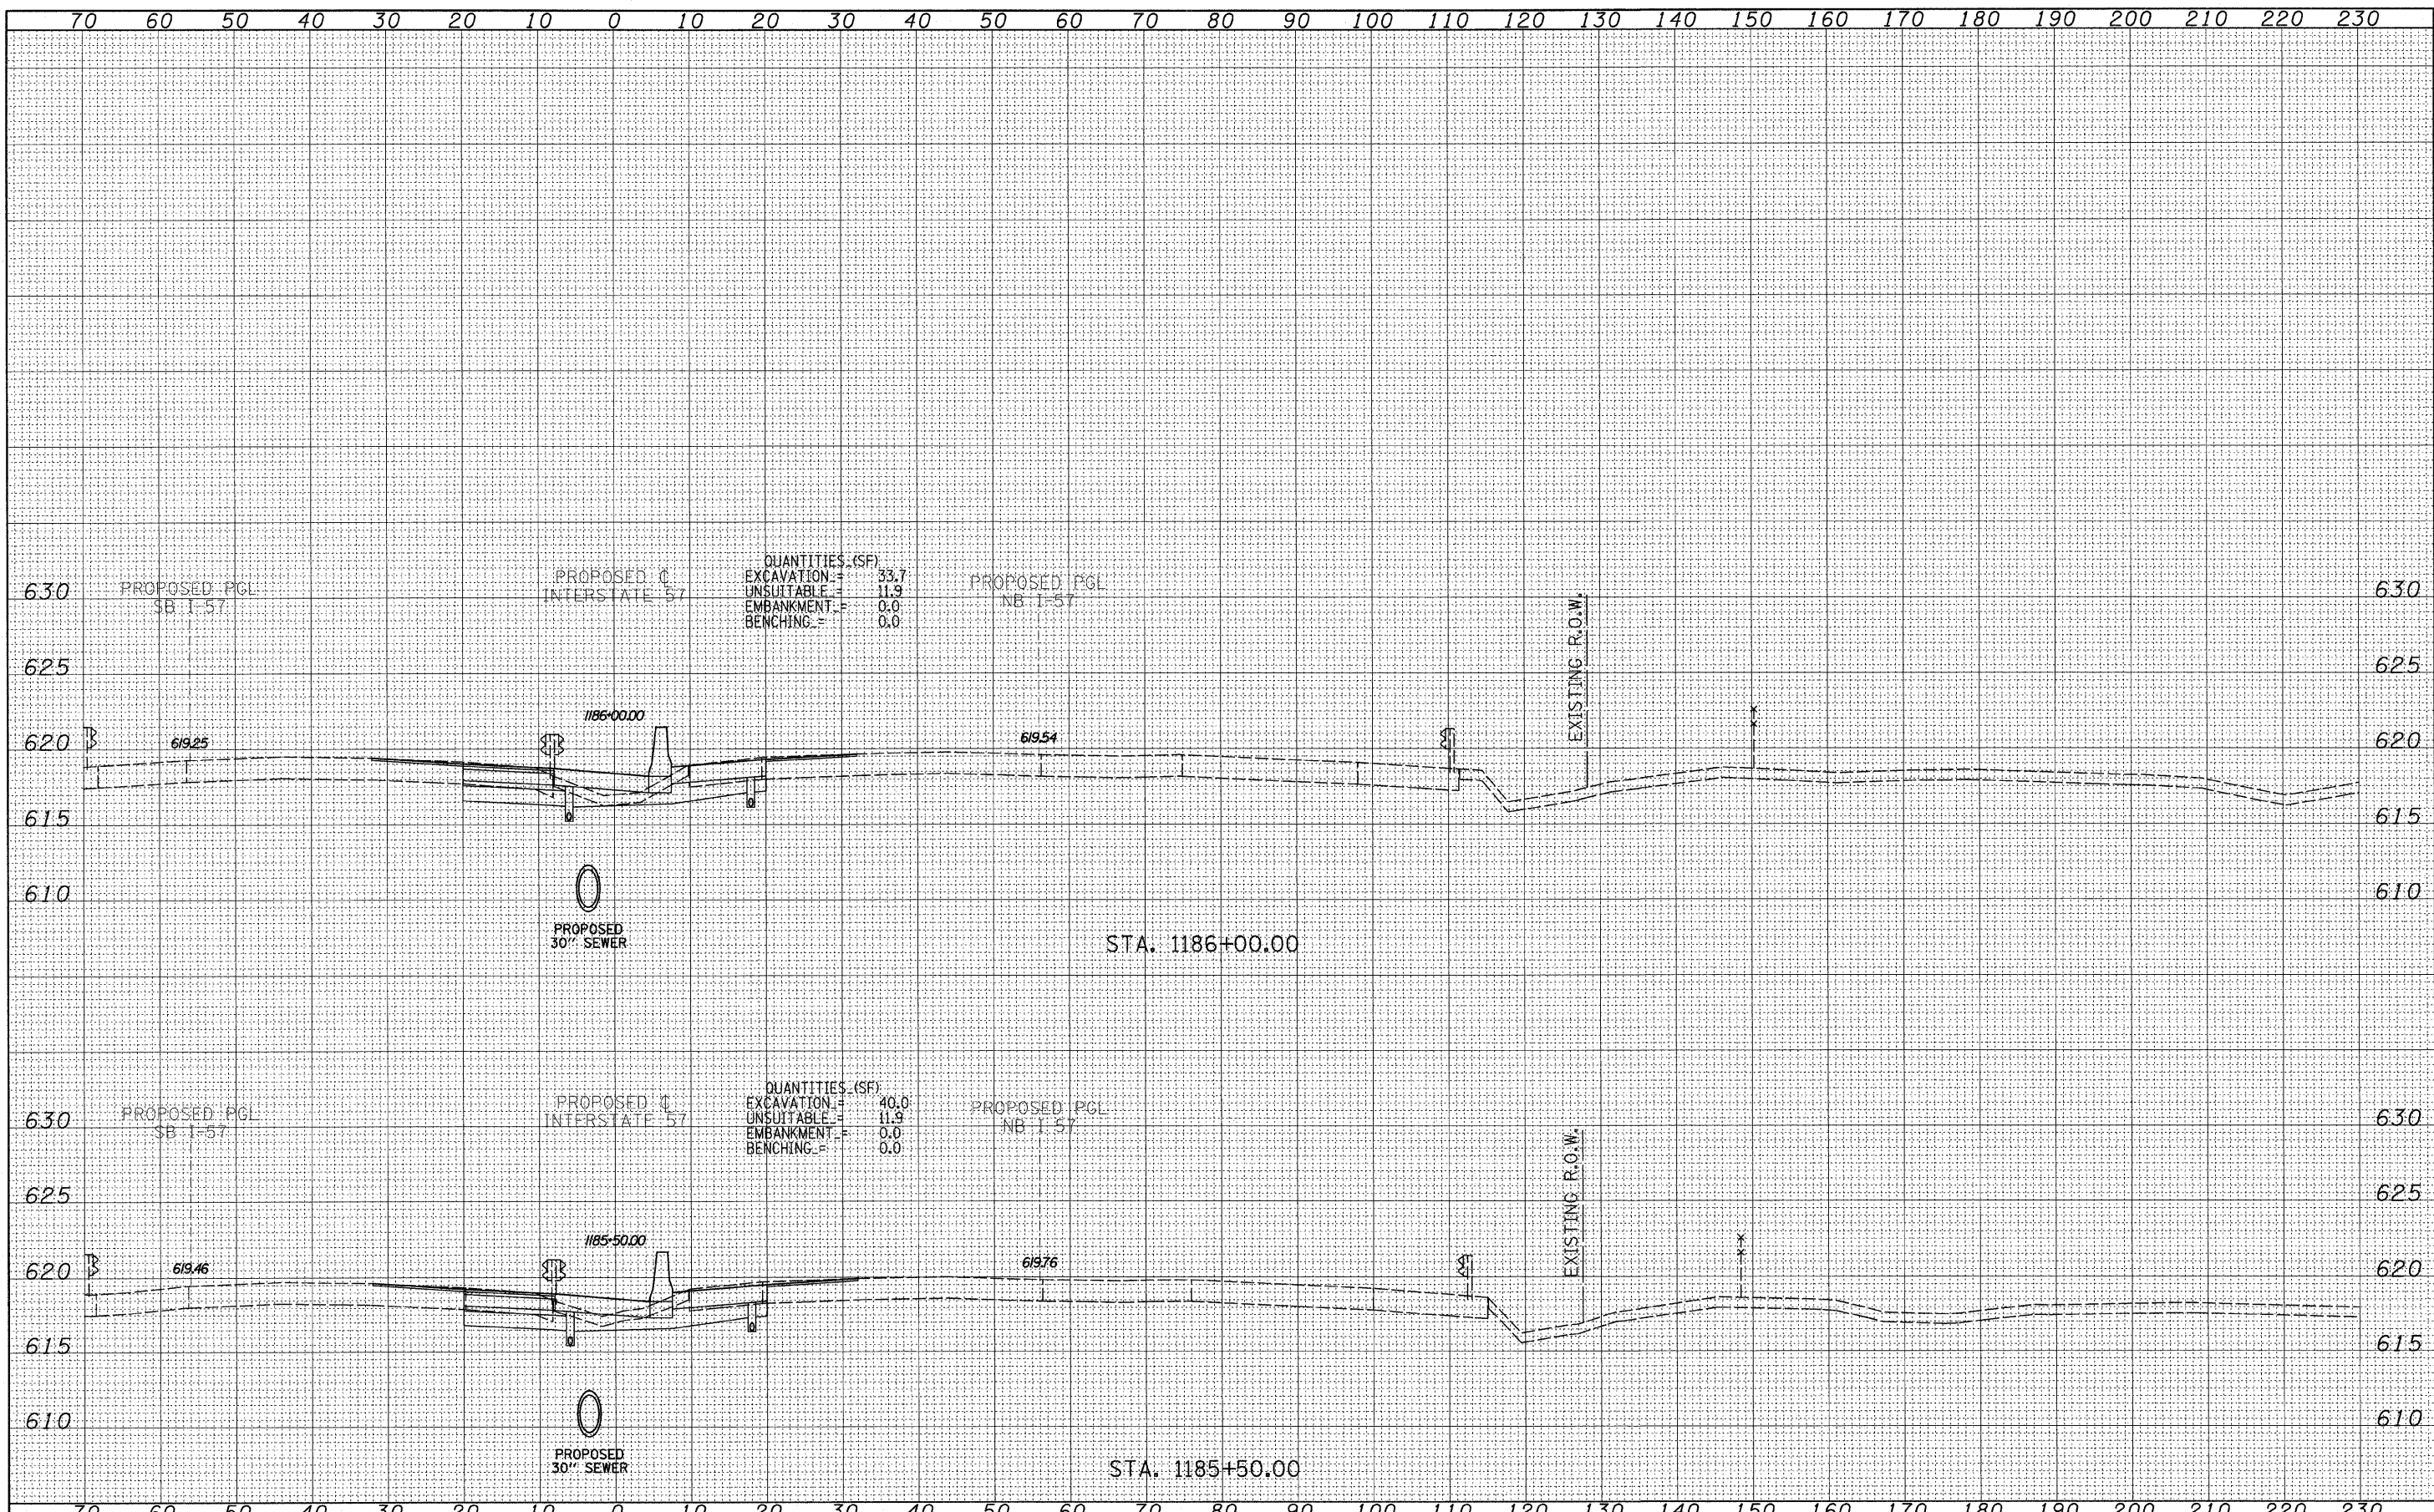 70 60 50 40 30 20 10 0 10 20 30 40 50 60 70 80 90 100 110 120 130 140 150 160 170 180 190 200 210 220 230
QUANTITIES (SF)
EXCAVATION = 33.7
UNSUITABLE = 11.9
EMBANKMENT = 0.0
BENCHING = 0.0
PROPOSED PGL
SB I-57
PROPOSED ℄
INTERSTATE 57
PROPOSED PGL
NB I-57
630 630
EXISTING R.O.W.
625 625
1186+00.00
620 619.25 619.54 620
615 615
610 610
PROPOSED
30" SEWER
STA. 1186+00.00
QUANTITIES (SF)
EXCAVATION = 40.0
UNSUITABLE = 11.9
EMBANKMENT = 0.0
BENCHING = 0.0
PROPOSED PGL
SB I-57
PROPOSED ℄
INTERSTATE 57
PROPOSED PGL
NB I-57
630 630
EXISTING R.O.W.
625 625
1185+50.00
620 619.46 619.76 620
615 615
610 610
PROPOSED
30" SEWER
STA. 1185+50.00
70 60 50 40 30 20 10 0 10 20 30 40 50 60 70 80 90 100 110 120 130 140 150 160 170 180 190 200 210 220 230